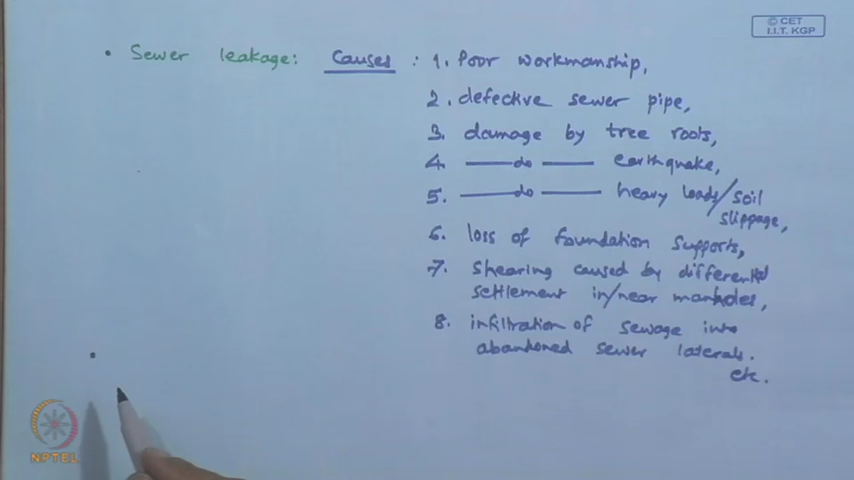 © CET
I.I.T. KGP
• Sewer leakage: Causes : 1. Poor workmanship,
2. defective sewer pipe,
3. damage by tree roots,
4. —— do —— earthquake,
5. —— do —— heavy loads/soil
slippage,
6. loss of foundation supports,
7. Shearing caused by differential
settlement in/near manholes,
8. infiltration of sewage into
abandoned sewer laterals.
etc.
NPTEL